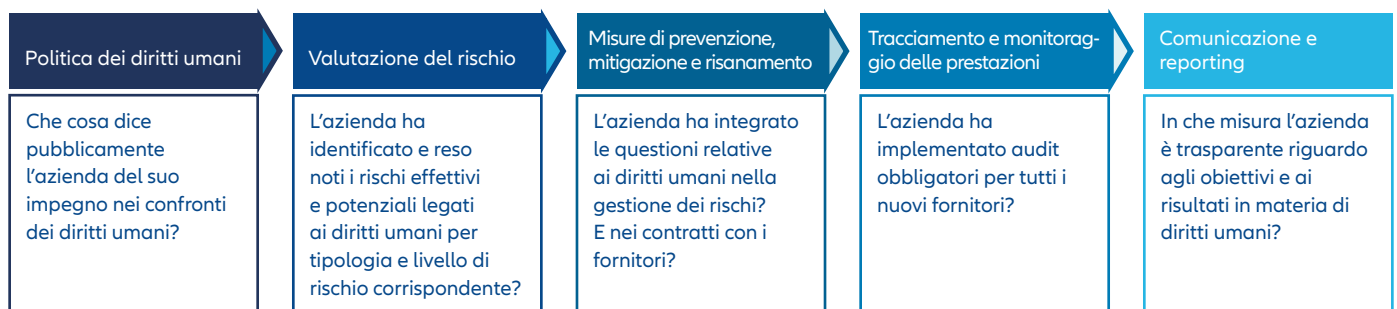 Politica dei diritti umani
Che cosa dice
pubblicamente
l'azienda del suo
impegno nei confronti
dei diritti umani?
Valutazione del rischio
L'azienda ha
identificato e reso
noti i rischi effettivi
e potenziali legati
ai diritti umani per
tipologia e livello di
rischio corrispondente?
Misure di prevenzione,
mitigazione e risanamento
L'azienda ha integrato
le questioni relative
ai diritti umani nella
gestione dei rischi?
E nei contratti con i
fornitori?
Tracciamento e monitorag-
gio delle prestazioni
L'azienda ha
implementato audit
obbligatori per tutti i
nuovi fornitori?
Comunicazione e
reporting
In che misura l'azienda
è trasparente riguardo
agli obiettivi e ai
risultati in materia di
diritti umani?